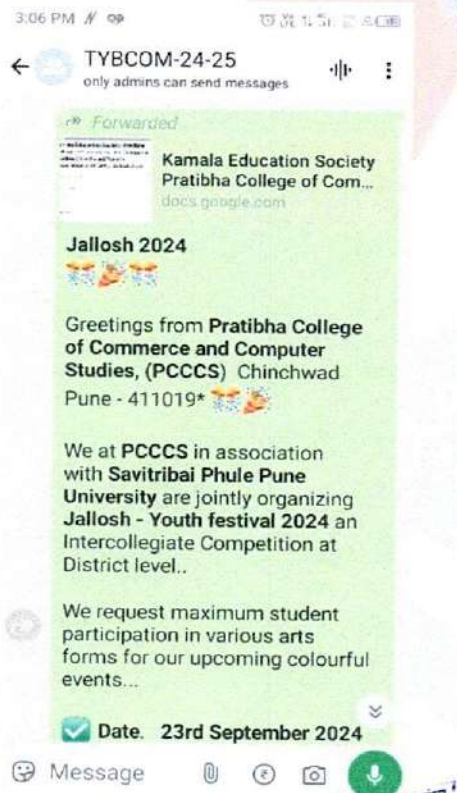 3:06 PM
TYBCOM-24-25
only admins can send messages
Forwarded
Kamala Education Society
Pratibha College of Com...
docs.google.com
Jallosh 2024
Greetings from Pratibha College
of Commerce and Computer
Studies, (PCCCS) Chinchwad
Pune - 411019*
We at PCCCS in association
with Savitribai Phule Pune
University are jointly organizing
Jallosh - Youth festival 2024 an
Intercollegiate Competition at
District level..
We request maximum student
participation in various arts
forms for our upcoming colourful
events...
Date. 23rd September 2024
Message